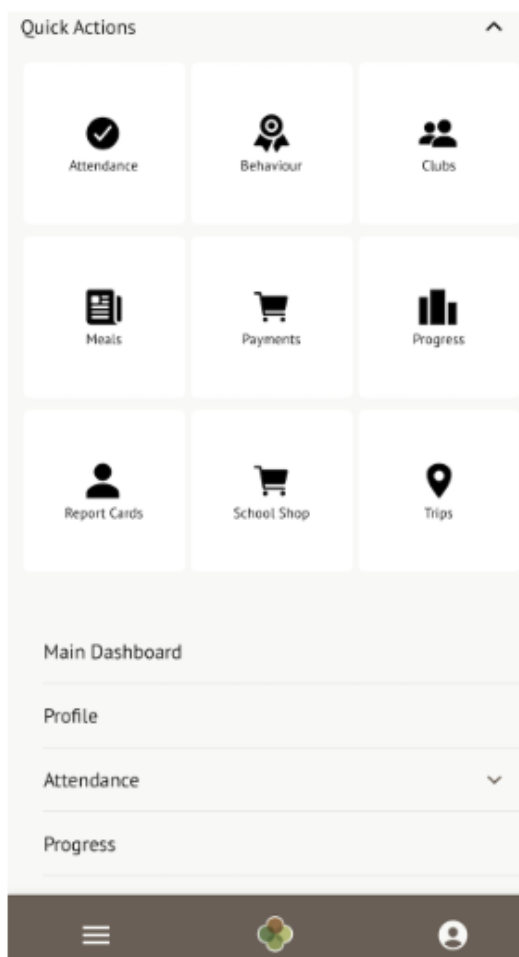 Quick Actions
Attendance
Behaviour
Clubs
Meals
Payments
Progress
Report Cards
School Shop
Trips
Main Dashboard
Profile
Attendance
Progress